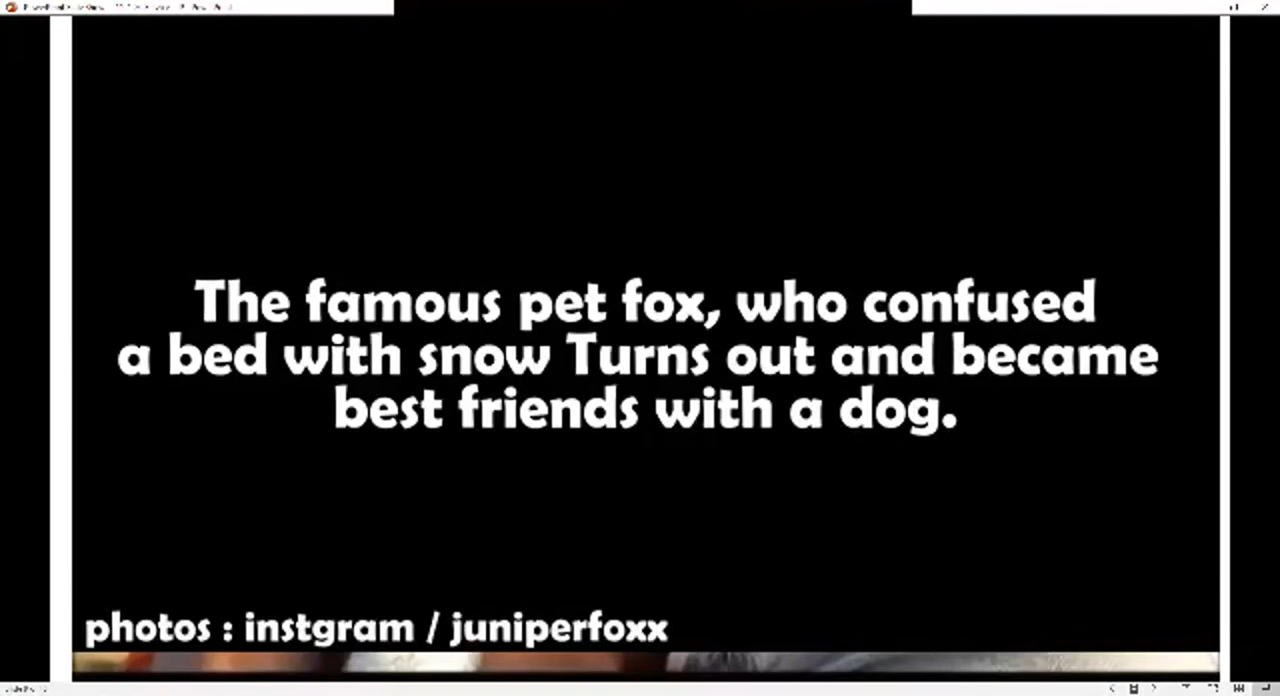 The famous pet fox, who confused
a bed with snow Turns out and became
best friends with a dog.
photos : instgram / juniperfoxx